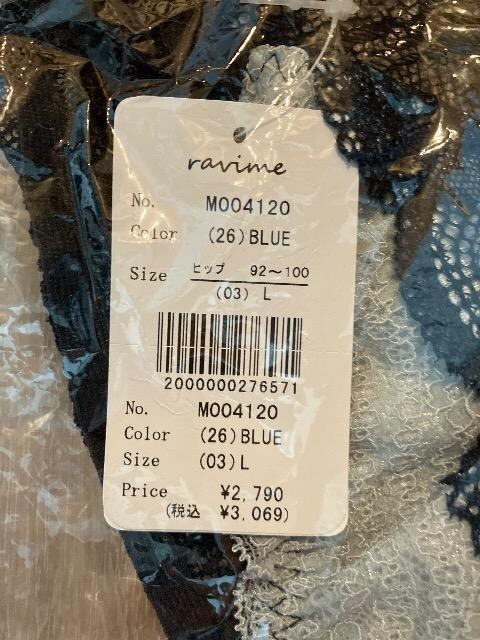 ravime
No. M004120
Color (26)BLUE
Size ヒップ 92～100
(03) L
2000000276571
No. M004120
Color (26)BLUE
Size (03)L
Price ¥2,790
(税込 ¥3,069)